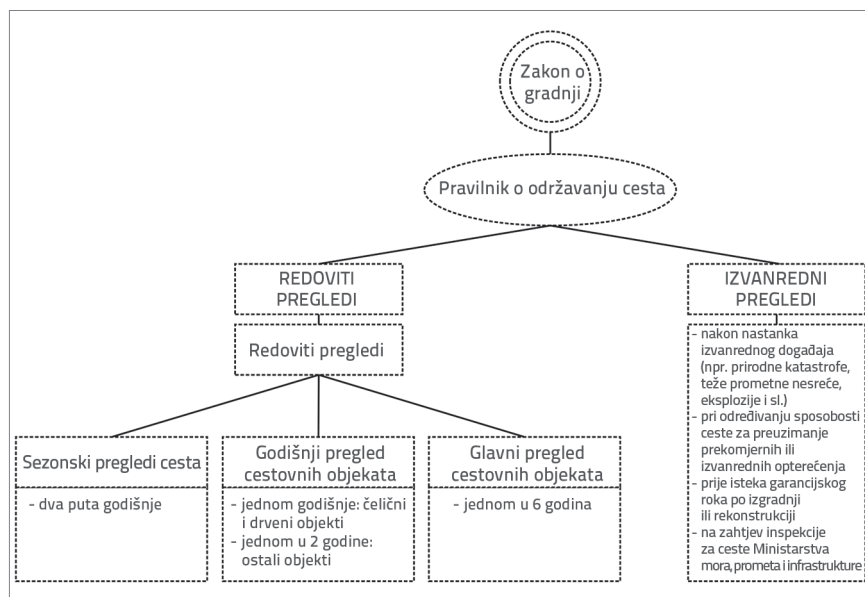 Zakon o
gradnji
Pravilnik o održavanju cesta
REDOVITI
PREGLEDI
Redoviti pregledi
Sezonski pregledi cesta
- dva puta godišnje
Godišnji pregled
cestovnih objekata
- jednom godišnje: čelični
i drveni objekti
- jednom u 2 godine:
ostali objekti
Glavni pregled
cestovnih objekata
- jednom u 6 godina
IZVANREDNI
PREGLEDI
- nakon nastanka
izvanrednog događaja
(npr. prirodne katastrofe,
teže prometne nesreće,
eksplozije i sl.)
- pri određivanju sposobosti
ceste za preuzimanje
prekomjernih ili
izvanrednih opterećenja
- prije isteka garancijskog
roka po izgradnji
ili rekonstrukciji
- na zahtjev inspekcije
za ceste Ministarstva
mora, prometa i infrastrukture